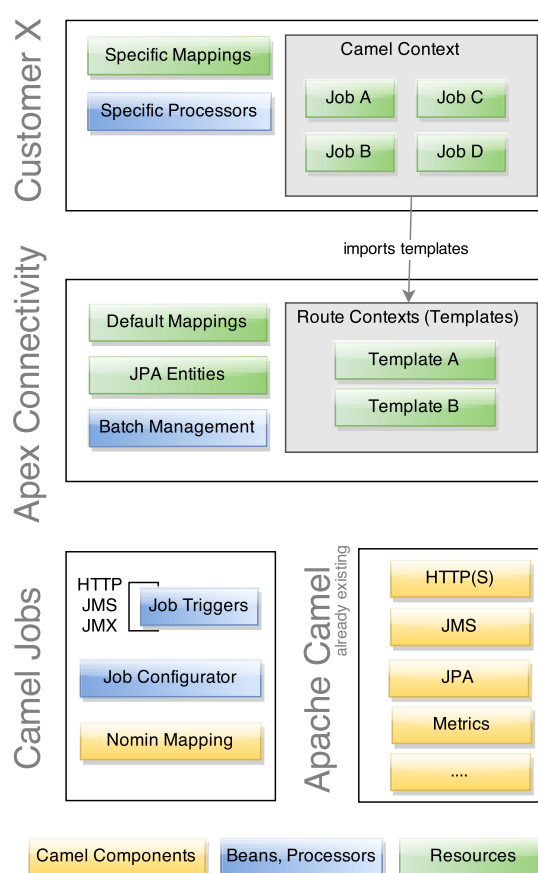 Customer X
Specific Mappings
Specific Processors
Camel Context
Job A
Job C
Job B
Job D
imports templates
Apex Connectivity
Default Mappings
JPA Entities
Batch Management
Route Contexts (Templates)
Template A
Template B
Camel Jobs
HTTP
JMS
JMX
Job Triggers
Job Configurator
Nomin Mapping
Apache Camel
already existing
HTTP(S)
JMS
JPA
Metrics
....
Camel Components
Beans, Processors
Resources